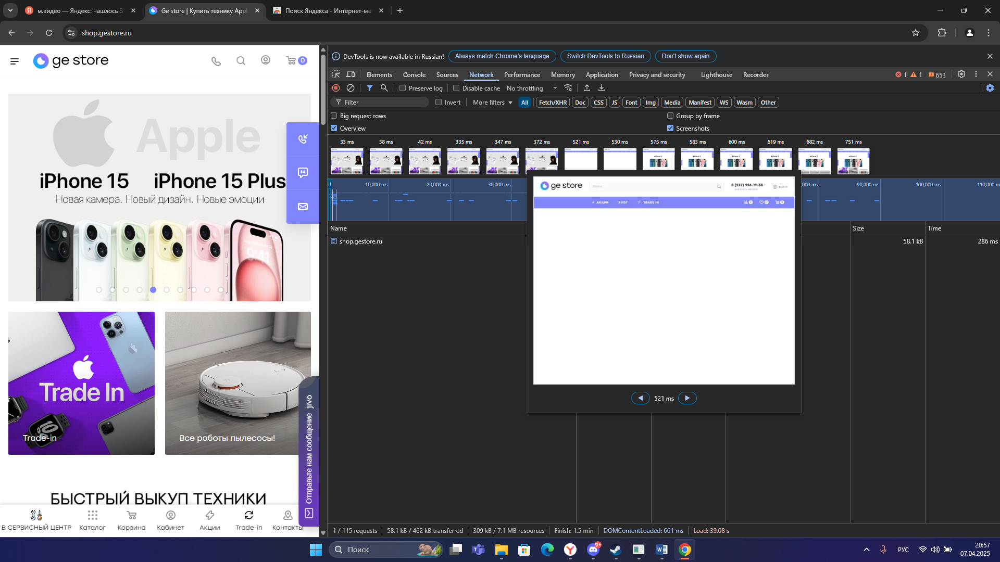 м.видео — Яндекс: нашлось 3
Ge store | Купить технику Appl
Поиск Яндекса - Интернет-ма
shop.gestore.ru
ge store
0
Apple
iPhone 15 iPhone 15 Plus
Новая камера. Новый дизайн. Новые эмоции
9:41
Trade In
Trade-in
Все роботы пылесосы!
Отправьте нам сообщение jivo
БЫСТРЫЙ ВЫКУП ТЕХНИКИ
В СЕРВИСНЫЙ ЦЕНТР Каталог Корзина Кабинет Акции Trade-in Контакты
DevTools is now available in Russian! Always match Chrome's language Switch DevTools to Russian Don't show again
Elements Console Sources Network Performance Memory Application Privacy and security Lighthouse Recorder 1 1 653
Preserve log Disable cache No throttling
Filter Invert More filters All Fetch/XHR Doc CSS JS Font Img Media Manifest WS Wasm Other
Big request rows Group by frame
Overview Screenshots
33 ms 38 ms 42 ms 335 ms 347 ms 372 ms 521 ms 530 ms 575 ms 583 ms 600 ms 619 ms 682 ms 751 ms
10,000 ms 20,000 ms 30,000 ms 000 ms 90,000 ms 100,000 ms 110,000 m
ge store 8 (927) 956-19-55 ВОЙТИ
АКЦИИ БЛОГ TRADE IN 0 0 0
521 ms
Name Size Time
shop.gestore.ru 58.1 kB 286 ms
1 / 115 requests 58.1 kB / 462 kB transferred 309 kB / 7.1 MB resources Finish: 1.5 min DOMContentLoaded: 661 ms Load: 39.08 s
Поиск
9+
РУС
20:57
07.04.2025